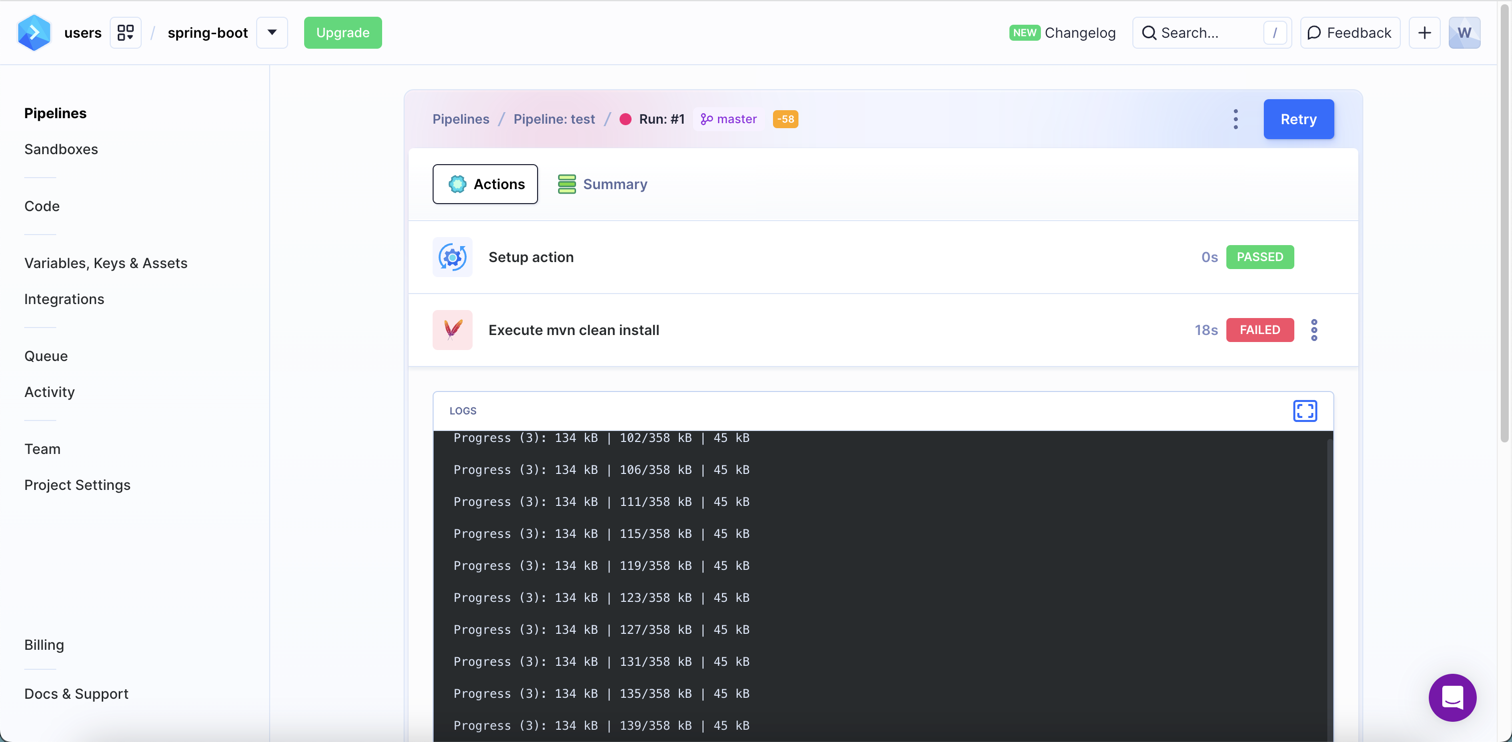 users / spring-boot Upgrade NEW Changelog Search... / Feedback + W
Pipelines
Sandboxes
Code
Variables, Keys & Assets
Integrations
Queue
Activity
Team
Project Settings
Billing
Docs & Support
Pipelines / Pipeline: test / Run: #1 master -58 Retry
Actions Summary
Setup action 0s PASSED
Execute mvn clean install 18s FAILED
LOGS
Progress (3): 134 kB | 102/358 kB | 45 kB
Progress (3): 134 kB | 106/358 kB | 45 kB
Progress (3): 134 kB | 111/358 kB | 45 kB
Progress (3): 134 kB | 115/358 kB | 45 kB
Progress (3): 134 kB | 119/358 kB | 45 kB
Progress (3): 134 kB | 123/358 kB | 45 kB
Progress (3): 134 kB | 127/358 kB | 45 kB
Progress (3): 134 kB | 131/358 kB | 45 kB
Progress (3): 134 kB | 135/358 kB | 45 kB
Progress (3): 134 kB | 139/358 kB | 45 kB